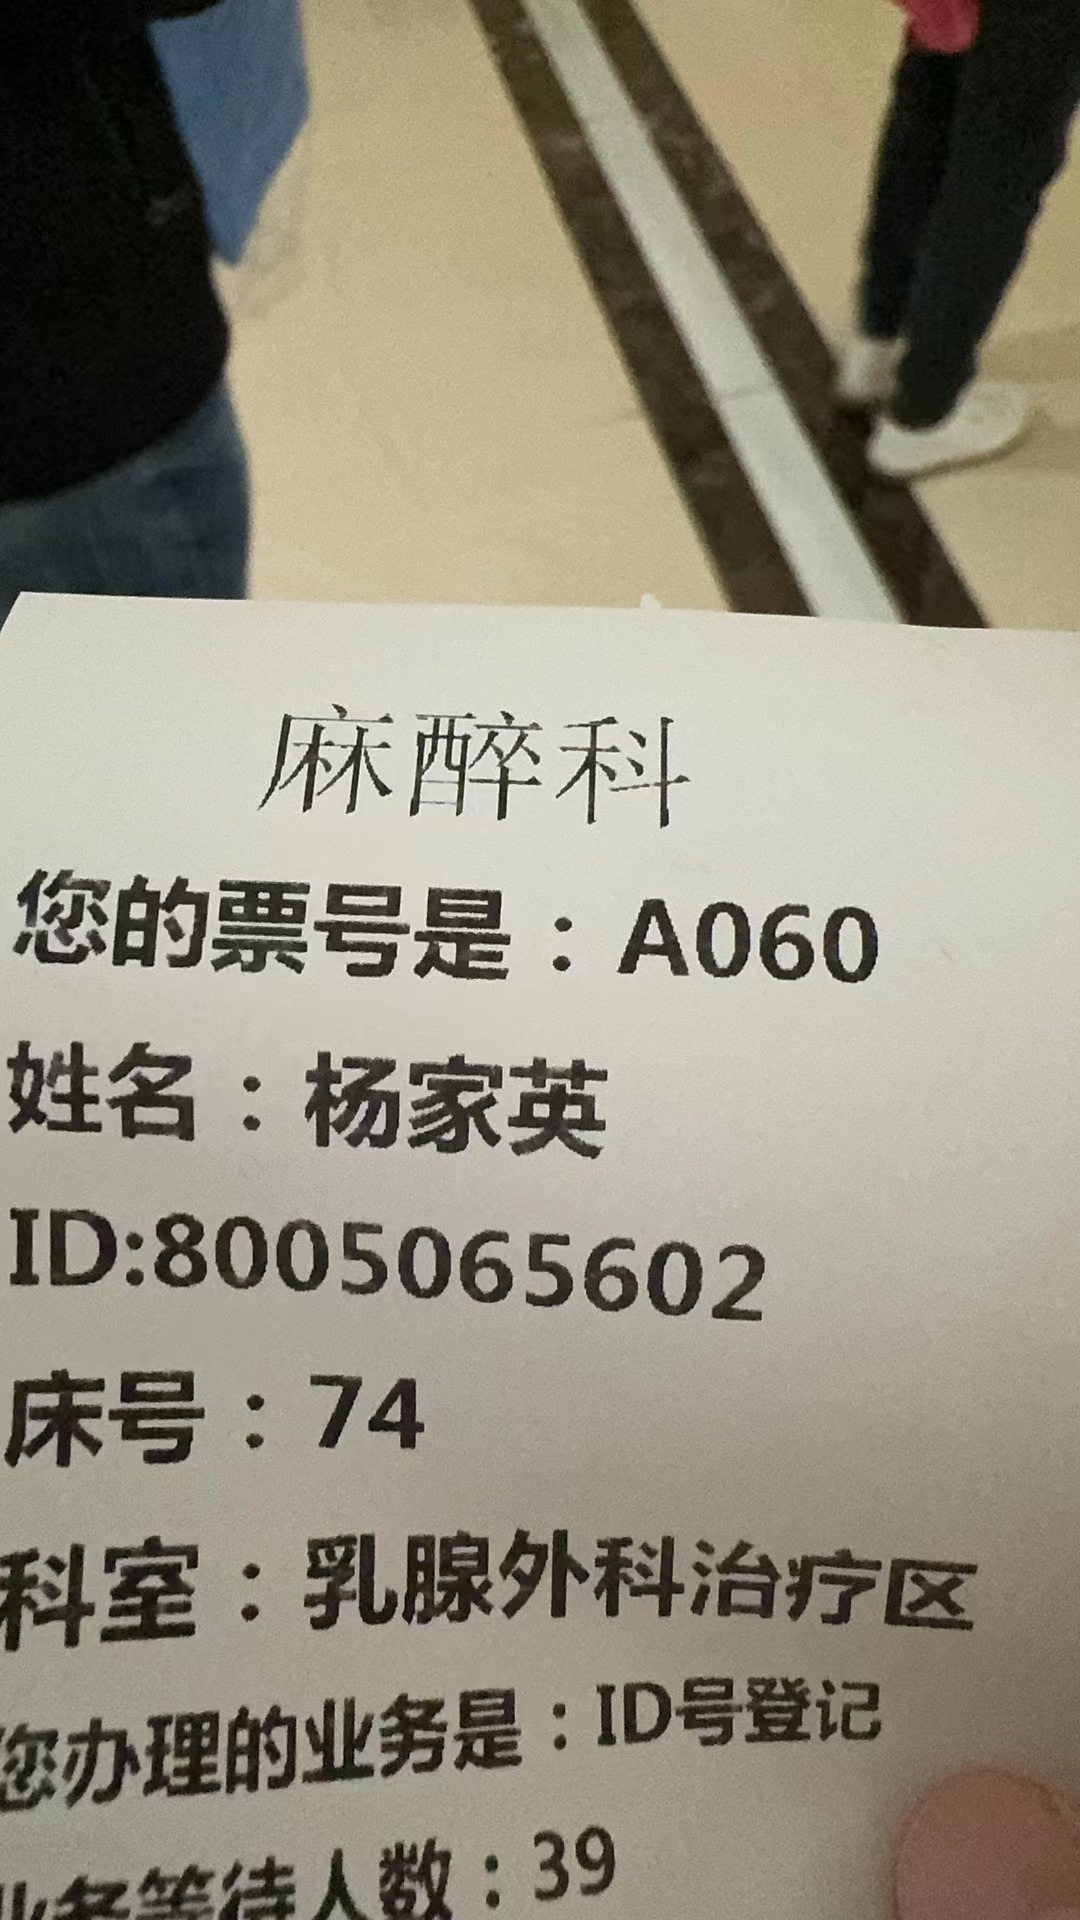 麻醉科
您的票号是：A060
姓名：杨家英
ID:8005065602
床号：74
科室：乳腺外科治疗区
您办理的业务是：ID号登记
业务等待人数：39